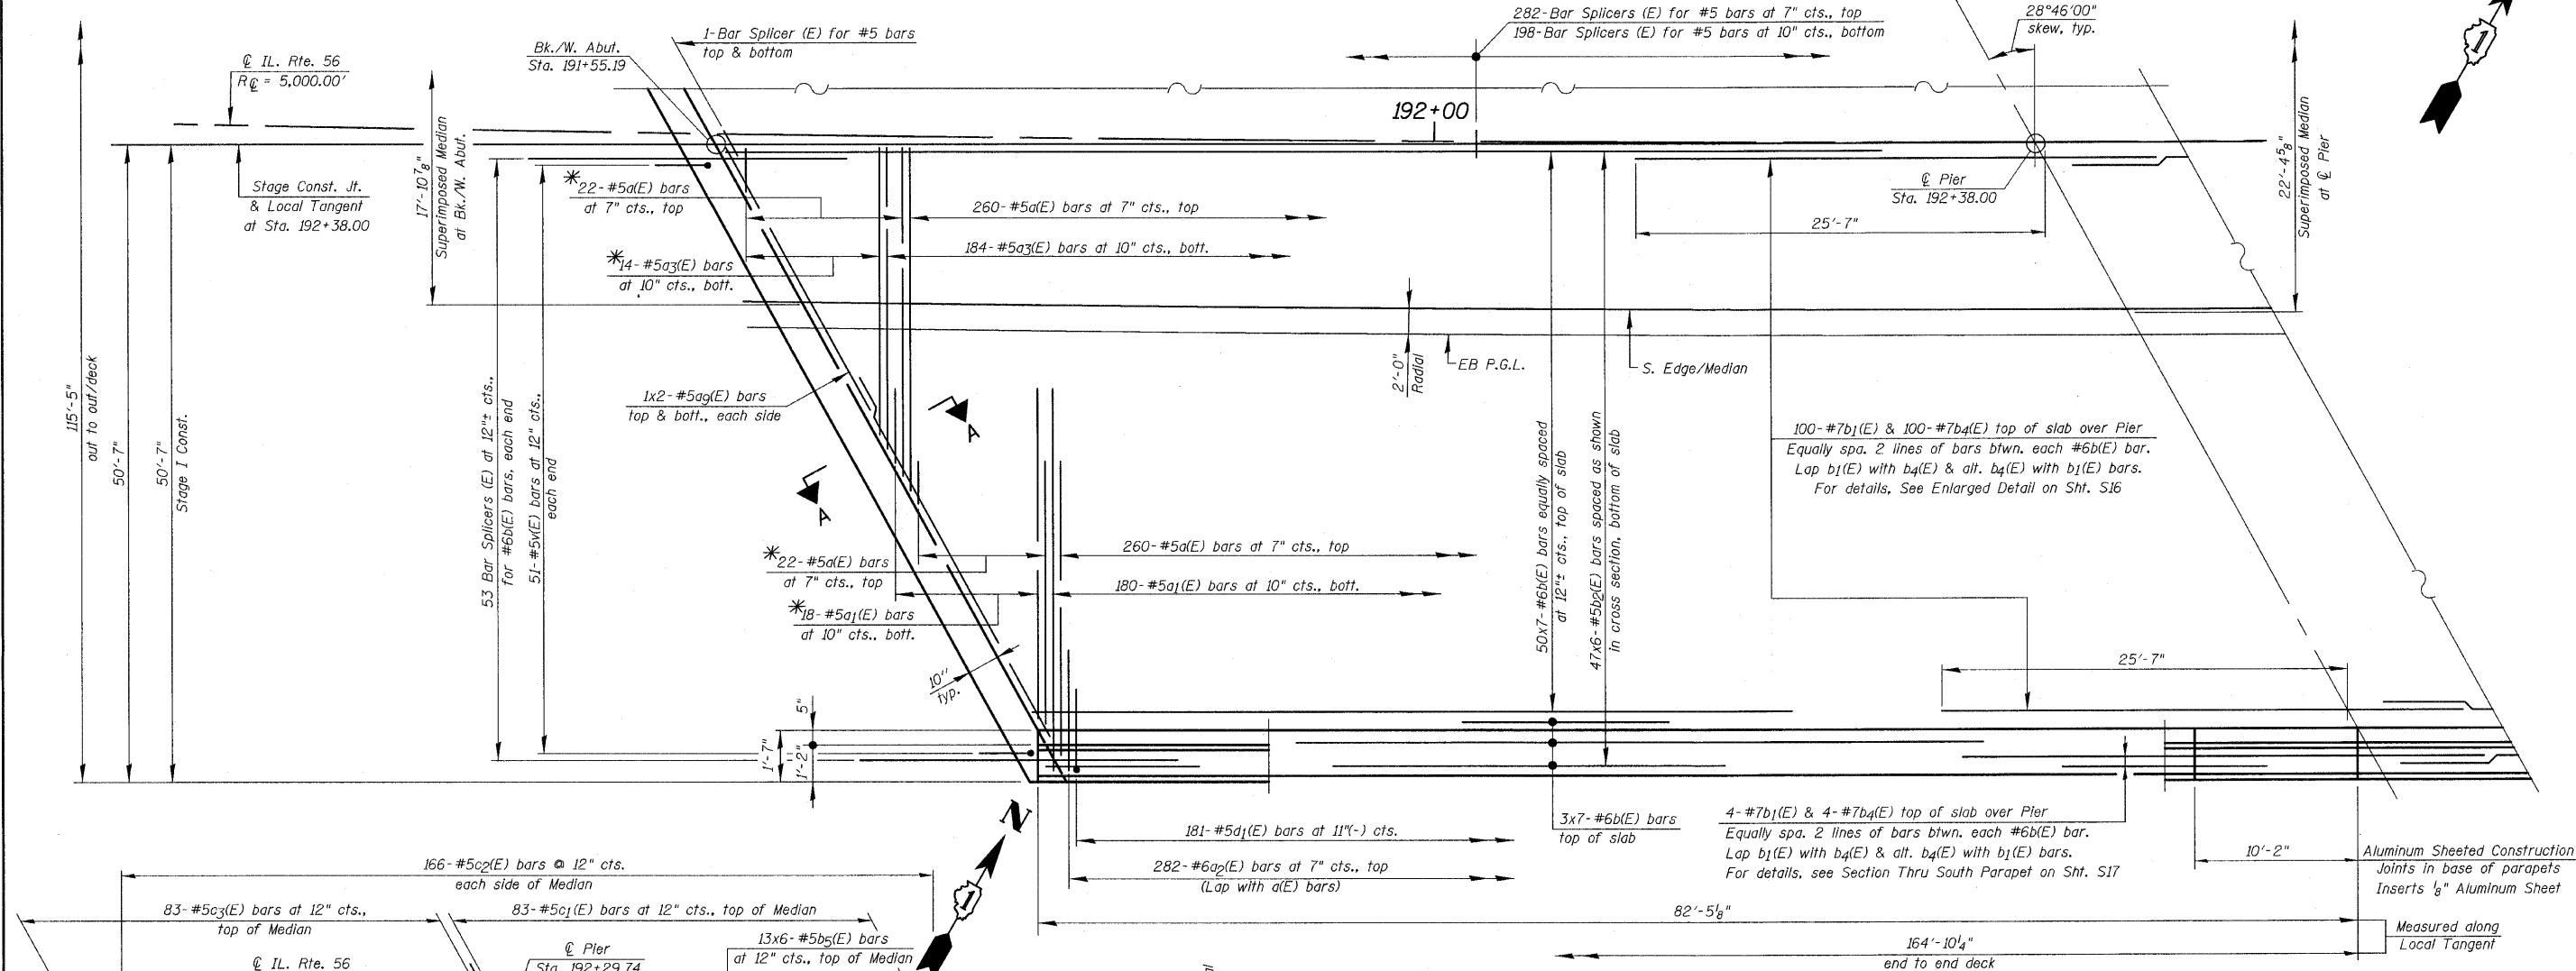 282-Bar Splicers (E) for #5 bars at 7" cts., top
198-Bar Splicers (E) for #5 bars at 10" cts., bottom
28°46'00"
skew, typ.
1
1-Bar Splicer (E) for #5 bars
top & bottom
Bk./W. Abut.
Sta. 191+55.19
℄ IL. Rte. 56
R℄ = 5,000.00'
192+00
17'-10 7/8"
Superimposed Median
at Bk./W. Abut.
22'-4 5/8"
Superimposed Median
at ℄ Pier
Stage Const. Jt.
& Local Tangent
at Sta. 192+38.00
*22-#5a(E) bars
at 7" cts., top
260-#5a(E) bars at 7" cts., top
℄ Pier
Sta. 192+38.00
25'-7"
184-#5a3(E) bars at 10" cts., bott.
*14-#5a3(E) bars
at 10" cts., bott.
115'-5"
out to out/deck
50'-7"
50'-7"
Stage I Const.
53 Bar Splicers (E) at 12"± cts.,
for #6b(E) bars, each end
51-#5v(E) bars at 12" cts.,
each end
1x2-#5a9(E) bars
top & bott., each side
A
A
2'-0"
Radial
EB P.G.L.
S. Edge/Median
50x7-#6b(E) bars equally spaced
at 12"± cts., top of slab
47x6-#5b2(E) bars spaced as shown
in cross section, bottom of slab
100-#7b1(E) & 100-#7b4(E) top of slab over Pier
Equally spa. 2 lines of bars btwn. each #6b(E) bar.
Lap b1(E) with b4(E) & alt. b4(E) with b1(E) bars.
For details, See Enlarged Detail on Sht. S16
*22-#5a(E) bars
at 7" cts., top
260-#5a(E) bars at 7" cts., top
180-#5a1(E) bars at 10" cts., bott.
*18-#5a1(E) bars
at 10" cts., bott.
10"
typ.
25'-7"
5"
1'-7"
1'-2"
N
1
181-#5d1(E) bars at 11"(-) cts.
282-#6a2(E) bars at 7" cts., top
(Lap with a(E) bars)
3x7-#6b(E) bars
top of slab
4-#7b1(E) & 4-#7b4(E) top of slab over Pier
Equally spa. 2 lines of bars btwn. each #6b(E) bar.
Lap b1(E) with b4(E) & alt. b4(E) with b1(E) bars.
For details, see Section Thru South Parapet on Sht. S17
10'-2"
Aluminum Sheeted Construction
Joints in base of parapets
Inserts 1/8" Aluminum Sheet
82'-5 1/8"
164'-10 1/4"
end to end deck
Measured along
Local Tangent
166-#5c2(E) bars @ 12" cts.
each side of Median
83-#5c3(E) bars at 12" cts.,
top of Median
83-#5c1(E) bars at 12" cts., top of Median
℄ IL. Rte. 56
℄ Pier
Sta. 192+29.74
13x6-#5b5(E) bars
at 12" cts., top of Median